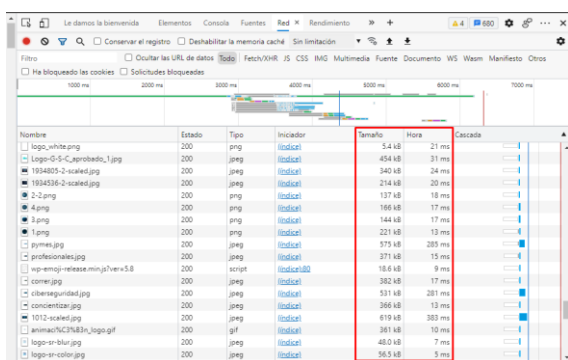 Le damos la bienvenida Elementos Consola Fuentes Red × Rendimiento » + 4 680 ··· ×
Conservar el registro Deshabilitar la memoria caché Sin limitación
Filtro Ocultar las URL de datos Todo Fetch/XHR JS CSS IMG Multimedia Fuente Documento WS Wasm Manifiesto Otros
Ha bloqueado las cookies Solicitudes bloqueadas
1000 ms 2000 ms 3000 ms 4000 ms 5000 ms 6000 ms 7000 ms
Nombre Estado Tipo Iniciador Tamaño Hora Cascada
logo_white.png 200 png (índice) 5.4 kB 21 ms
Logo-G-S-C_aprobado_1.jpg 200 jpeg (índice) 454 kB 31 ms
1934805-2-scaled.jpg 200 jpeg (índice) 340 kB 24 ms
1934536-2-scaled.jpg 200 jpeg (índice) 214 kB 20 ms
2-2.png 200 png (índice) 137 kB 18 ms
4.png 200 png (índice) 166 kB 17 ms
3.png 200 png (índice) 144 kB 17 ms
1.png 200 png (índice) 221 kB 13 ms
pymes.jpg 200 jpeg (índice) 575 kB 285 ms
profesionales.jpg 200 jpeg (índice) 371 kB 15 ms
wp-emoji-release.min.js?ver=5.8 200 script (índice):80 18.6 kB 9 ms
correr.jpg 200 jpeg (índice) 382 kB 17 ms
ciberseguridad.jpg 200 jpeg (índice) 531 kB 281 ms
concientizar.jpg 200 jpeg (índice) 366 kB 13 ms
1012-scaled.jpg 200 jpeg (índice) 619 kB 383 ms
animaci%C3%B3n_logo.gif 200 gif (índice) 361 kB 10 ms
logo-sr-blur.jpg 200 jpeg (índice) 48.0 kB 7 ms
logo-sr-color.jpg 200 jpeg (índice) 56.5 kB 5 ms